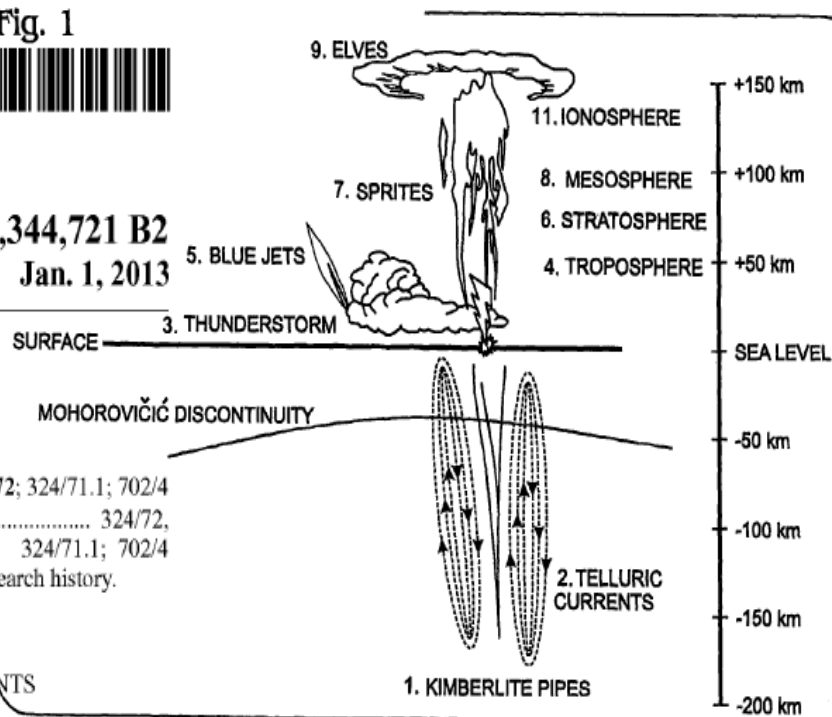 Fig. 1
9. ELVES
+150 km
11. IONOSPHERE
7. SPRITES
8. MESOSPHERE
+100 km
6. STRATOSPHERE
,344,721 B2
Jan. 1, 2013
5. BLUE JETS
4. TROPOSPHERE
+50 km
3. THUNDERSTORM
SURFACE
SEA LEVEL
MOHOROVIČIĆ DISCONTINUITY
-50 km
72; 324/71.1; 702/4
................. 324/72,
324/71.1; 702/4
earch history.
-100 km
2. TELLURIC
CURRENTS
-150 km
NTS
1. KIMBERLITE PIPES
-200 km